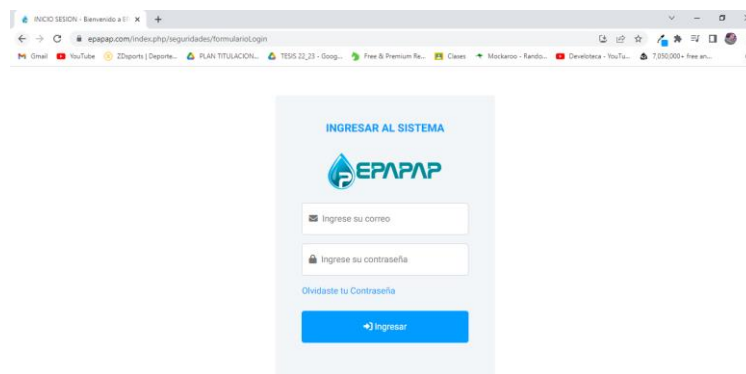 INICIO SESION - Bienvenido a EP
epapap.com/index.php/seguridades/formularioLogin
Gmail YouTube ZDsports | Deporte... PLAN TITULACION... TESIS 22_23 - Goog... Free & Premium Re... Clases Mockaroo - Rando... Develoteca - YouTu... 7,050,000+ free an...
INGRESAR AL SISTEMA
EPAPAP
Ingrese su correo
Ingrese su contraseña
Olvidaste tu Contraseña
Ingresar